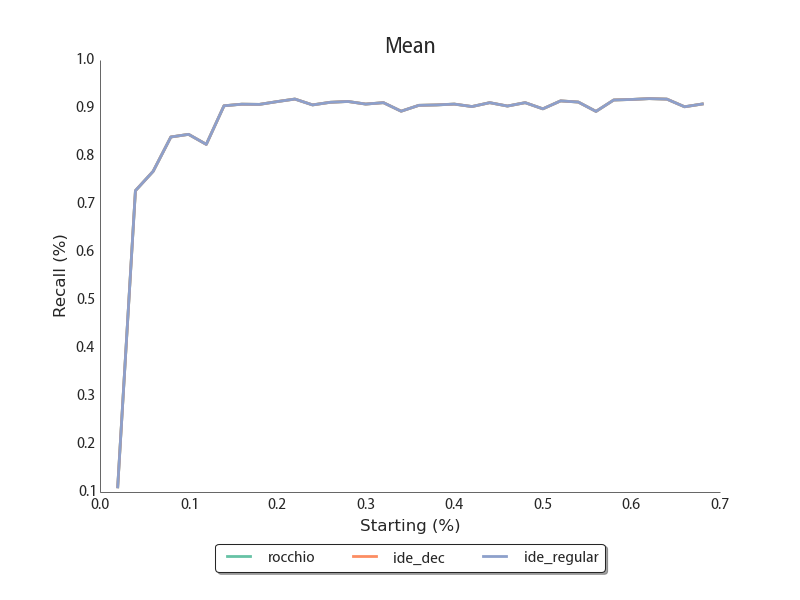 Mean
1.0
0.9
0.8
0.7
0.6
0.5
0.4
0.3
0.2
0.1
Recall (%)
0.0 0.1 0.2 0.3 0.4 0.5 0.6 0.7
Starting (%)
rocchio ide_dec ide_regular